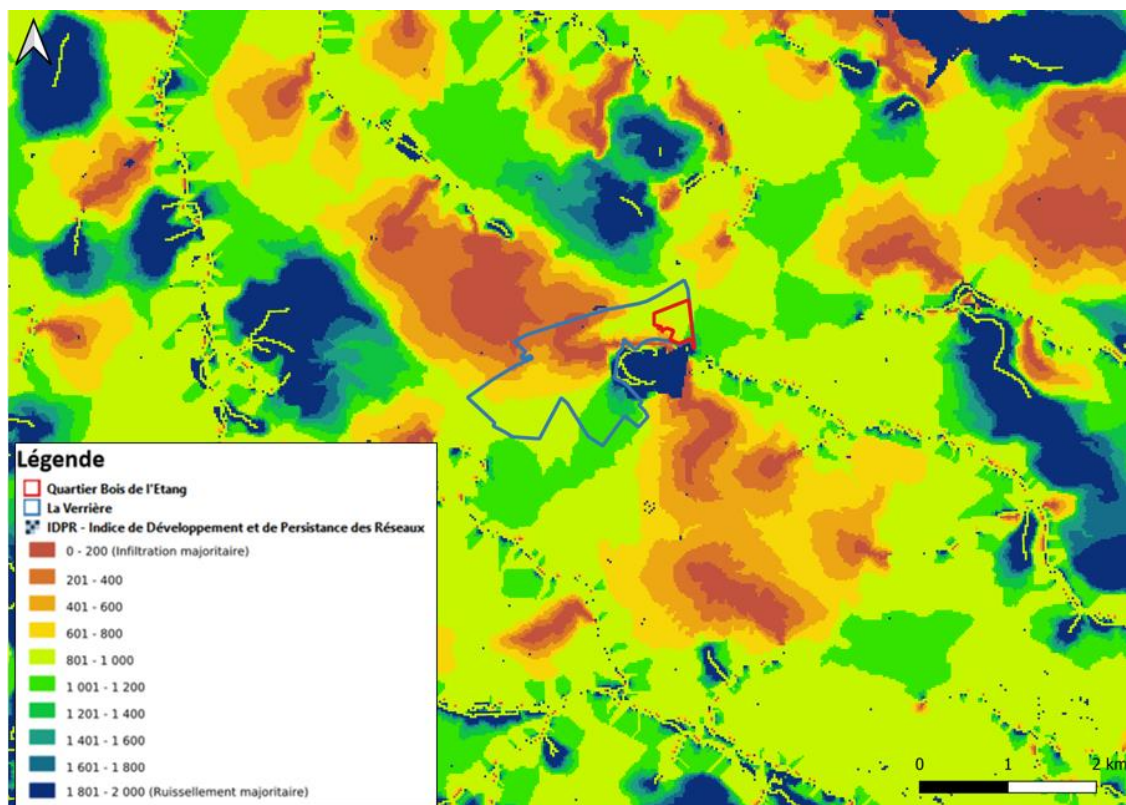 Légende
Quartier Bois de l'Etang
La Verrière
IDPR - Indice de Développement et de Persistance des Réseaux
0 - 200 (Infiltration majoritaire)
201 - 400
401 - 600
601 - 800
801 - 1 000
1 001 - 1 200
1 201 - 1 400
1 401 - 1 600
1 601 - 1 800
1 801 - 2 000 (Ruissellement majoritaire)
0 1 2 km